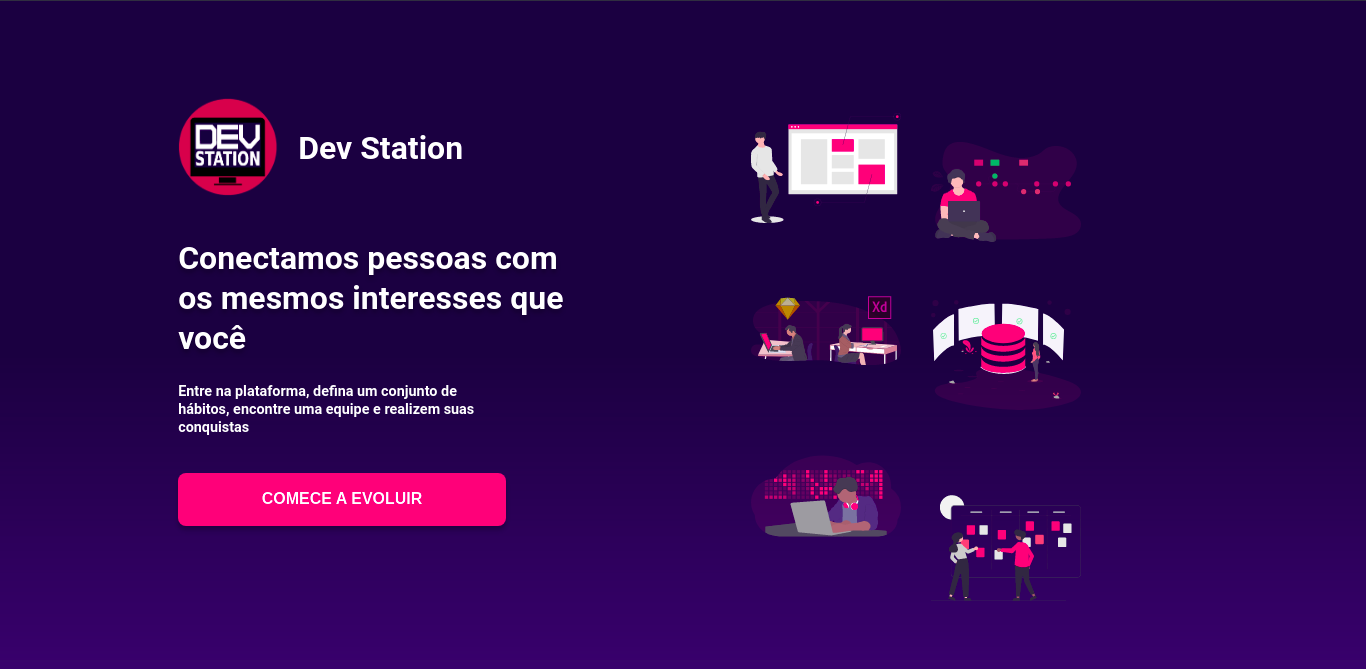 DEV
STATION
Dev Station
Conectamos pessoas com
os mesmos interesses que
você
Entre na plataforma, defina um conjunto de
hábitos, encontre uma equipe e realizem suas
conquistas
COMECE A EVOLUIR
Xd